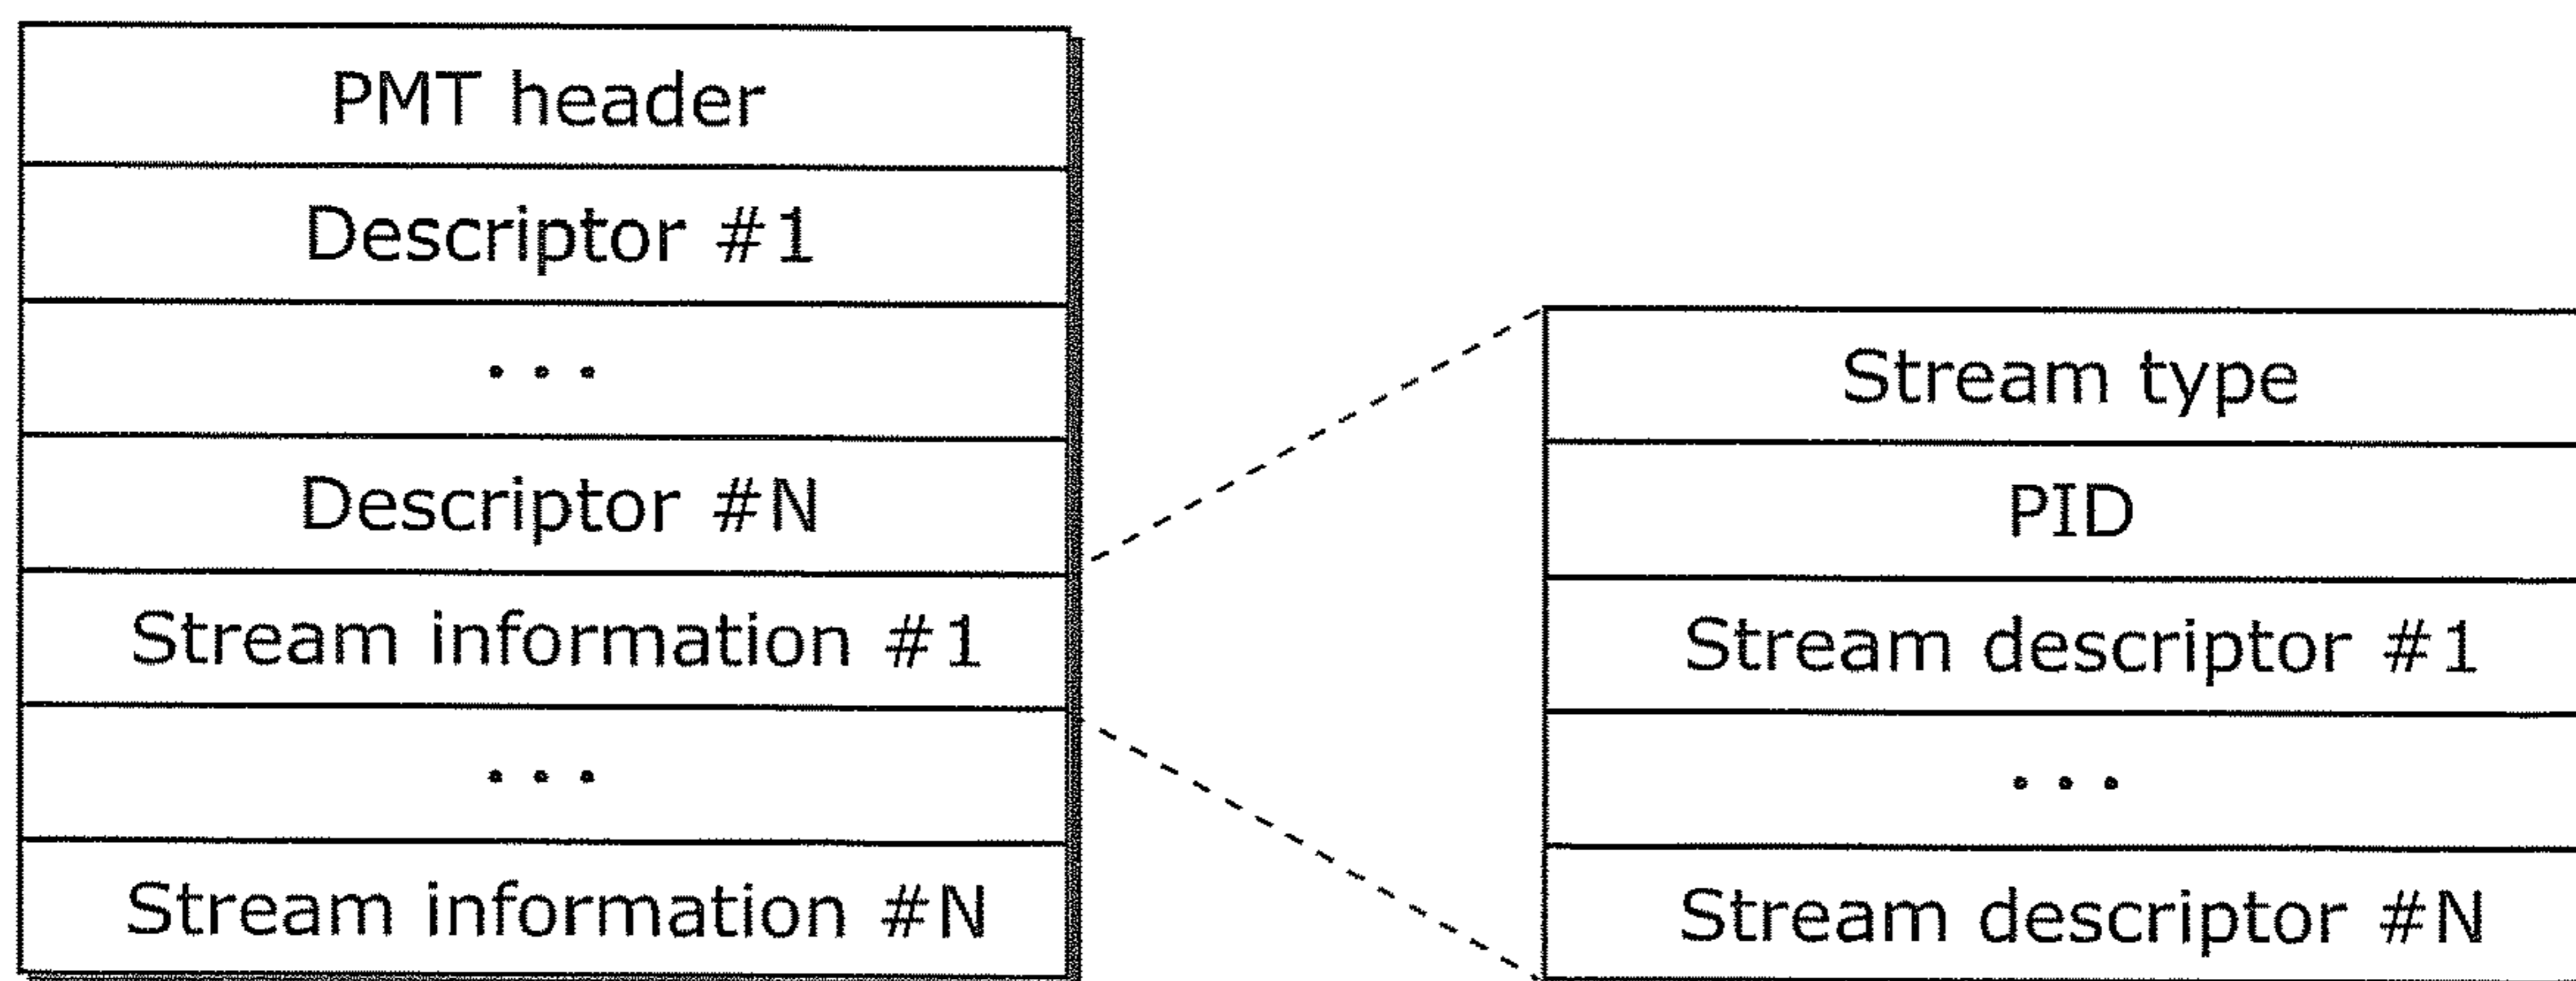 PMT header
Descriptor #1
...
Descriptor #N
Stream information #1
...
Stream information #N
Stream type
PID
Stream descriptor #1
...
Stream descriptor #N